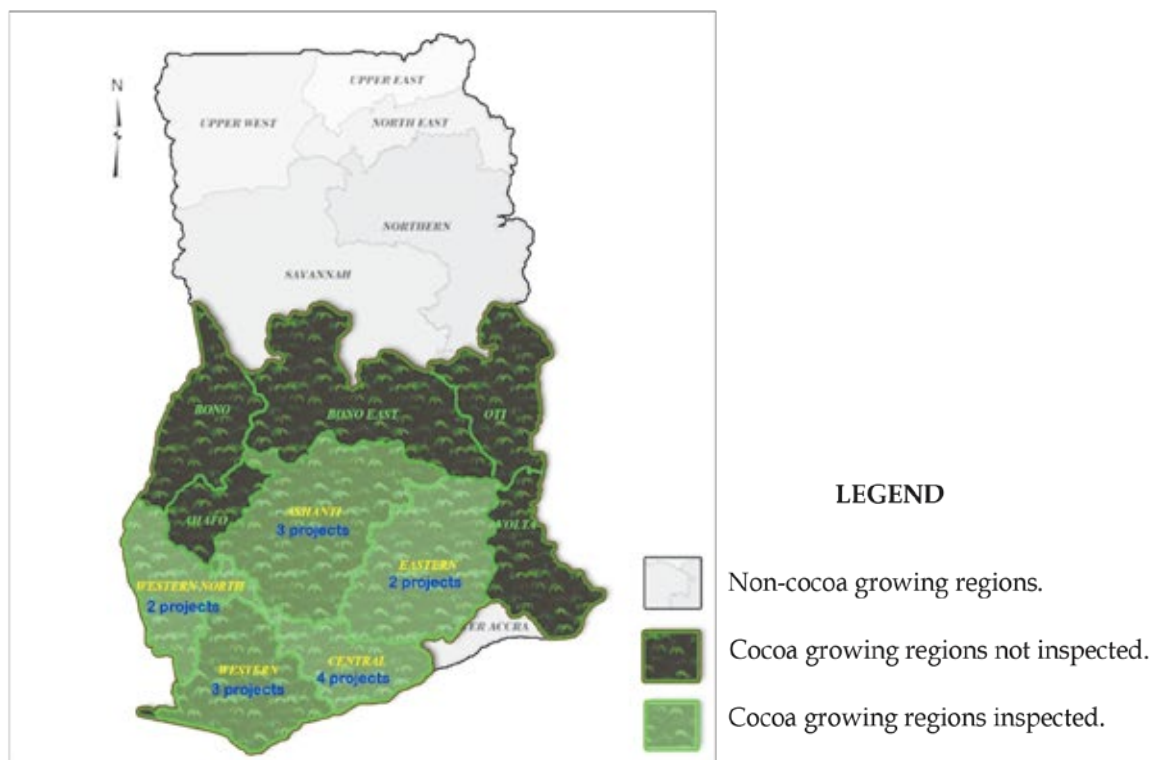 N
UPPER EAST
UPPER WEST
NORTH EAST
NORTHERN
SAVANNAH
BONO
BONO EAST
OTI
AHAFO
ASHANTI
3 projects
VOLTA
EASTERN
2 projects
WESTERN NORTH
2 projects
WESTERN
3 projects
CENTRAL
4 projects
TER ACCRA
LEGEND
Non-cocoa growing regions.
Cocoa growing regions not inspected.
Cocoa growing regions inspected.